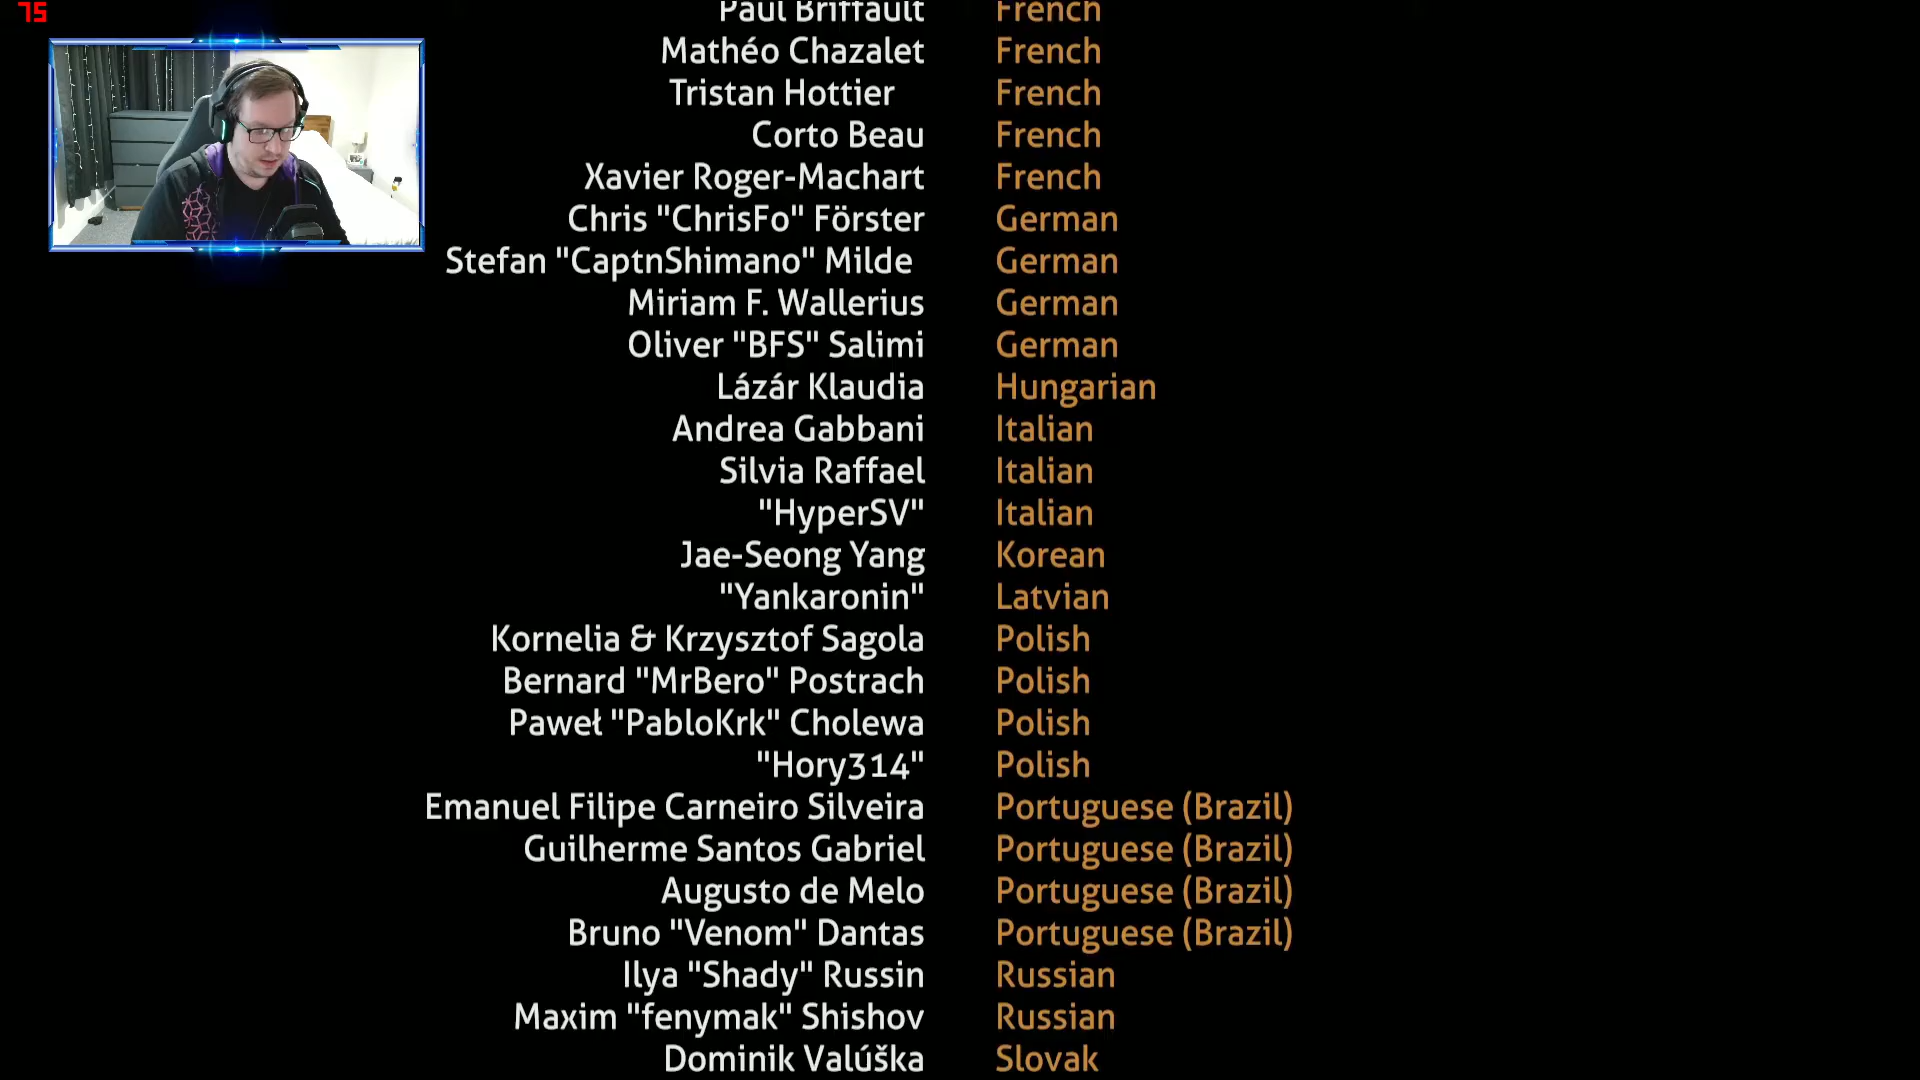 75
Paul Briffault French
Mathéo Chazalet French
Tristan Hottier French
Corto Beau French
Xavier Roger-Machart French
Chris "ChrisFo" Förster German
Stefan "CaptnShimano" Milde German
Miriam F. Wallerius German
Oliver "BFS" Salimi German
Lázár Klaudia Hungarian
Andrea Gabbani Italian
Silvia Raffael Italian
"HyperSV" Italian
Jae-Seong Yang Korean
"Yankaronin" Latvian
Kornelia & Krzysztof Sagola Polish
Bernard "MrBero" Postrach Polish
Paweł "PabloKrk" Cholewa Polish
"Hory314" Polish
Emanuel Filipe Carneiro Silveira Portuguese (Brazil)
Guilherme Santos Gabriel Portuguese (Brazil)
Augusto de Melo Portuguese (Brazil)
Bruno "Venom" Dantas Portuguese (Brazil)
Ilya "Shady" Russin Russian
Maxim "fenymak" Shishov Russian
Dominik Valúška Slovak